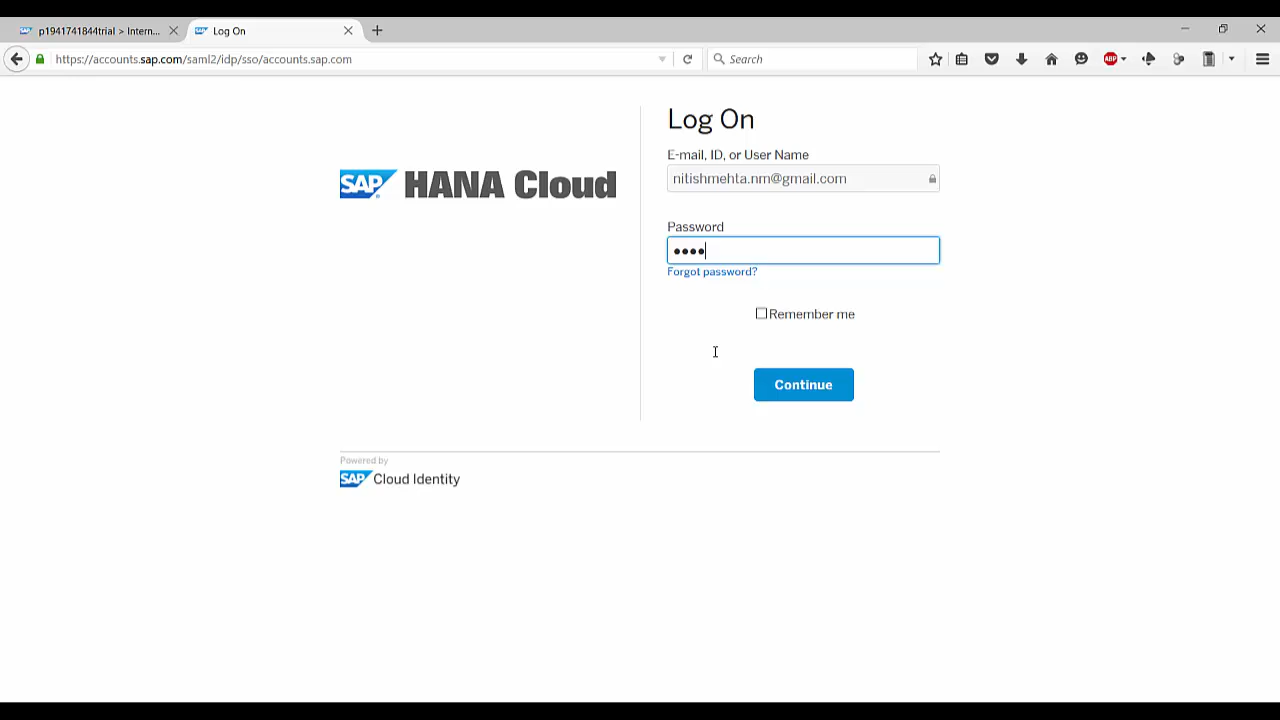 p1941741844trial > Intern...
Log On
https://accounts.sap.com/saml2/idp/sso/accounts.sap.com
Search
ABP
Log On
E-mail, ID, or User Name
nitishmehta.nm@gmail.com
SAP HANA Cloud
Password
••••
Forgot password?
Remember me
Continue
Powered by
SAP Cloud Identity